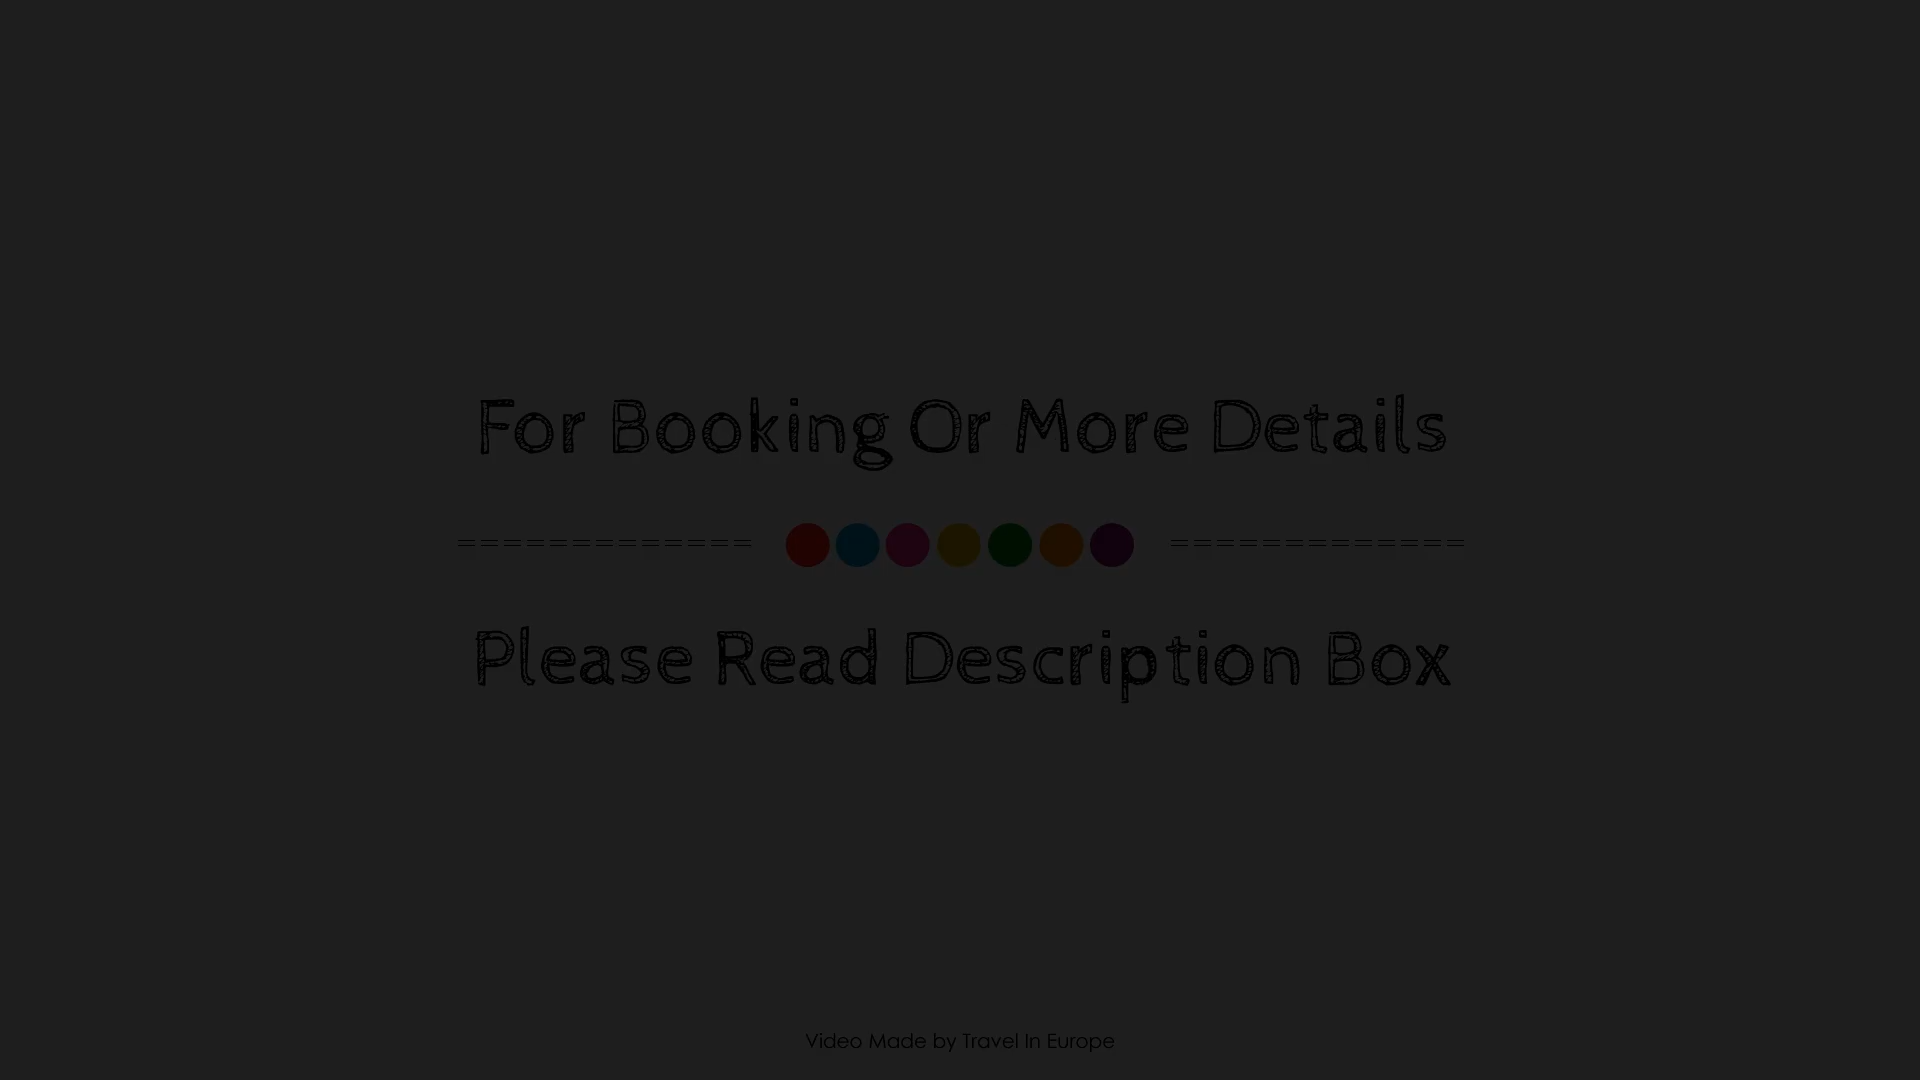 For Booking Or More Details
============= =============
Please Read Description Box
Video Made by Travel In Europe